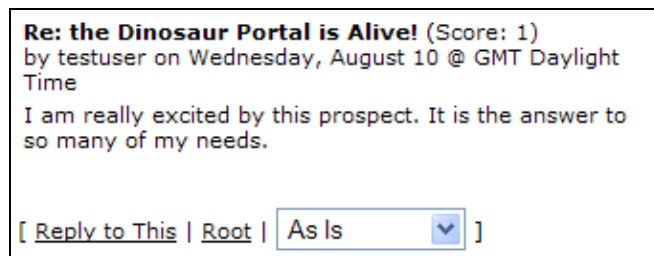 Re: the Dinosaur Portal is Alive! (Score: 1)
by testuser on Wednesday, August 10 @ GMT Daylight
Time
I am really excited by this prospect. It is the answer to
so many of my needs.
[ Reply to This | Root | As Is ]